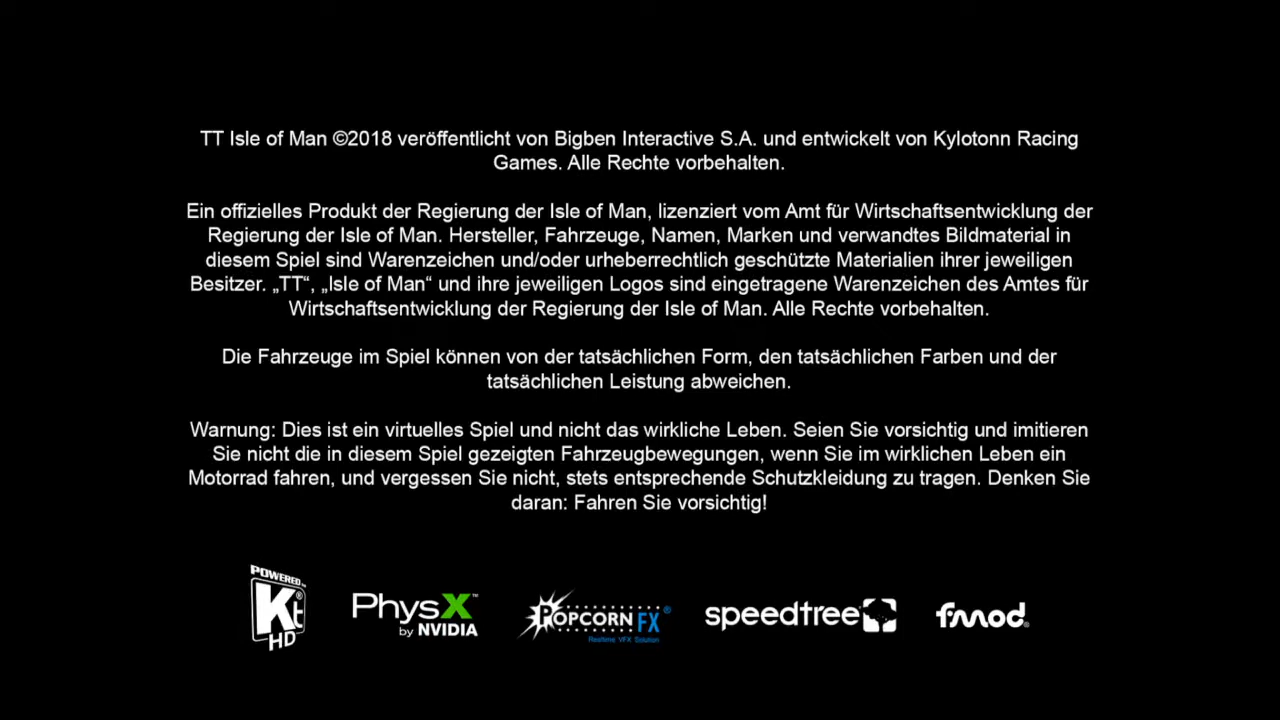 TT Isle of Man ©2018 veröffentlicht von Bigben Interactive S.A. und entwickelt von Kylotonn Racing
Games. Alle Rechte vorbehalten.
Ein offizielles Produkt der Regierung der Isle of Man, lizenziert vom Amt für Wirtschaftsentwicklung der
Regierung der Isle of Man. Hersteller, Fahrzeuge, Namen, Marken und verwandtes Bildmaterial in
diesem Spiel sind Warenzeichen und/oder urheberrechtlich geschützte Materialien ihrer jeweiligen
Besitzer. „TT“, „Isle of Man“ und ihre jeweiligen Logos sind eingetragene Warenzeichen des Amtes für
Wirtschaftsentwicklung der Regierung der Isle of Man. Alle Rechte vorbehalten.
Die Fahrzeuge im Spiel können von der tatsächlichen Form, den tatsächlichen Farben und der
tatsächlichen Leistung abweichen.
Warnung: Dies ist ein virtuelles Spiel und nicht das wirkliche Leben. Seien Sie vorsichtig und imitieren
Sie nicht die in diesem Spiel gezeigten Fahrzeugbewegungen, wenn Sie im wirklichen Leben ein
Motorrad fahren, und vergessen Sie nicht, stets entsprechende Schutzkleidung zu tragen. Denken Sie
daran: Fahren Sie vorsichtig!
POWERED™
Kt®
HD
PhysX™
by NVIDIA
POPCORN FX®
Realtime VFX Solution
speedtree
fmod®